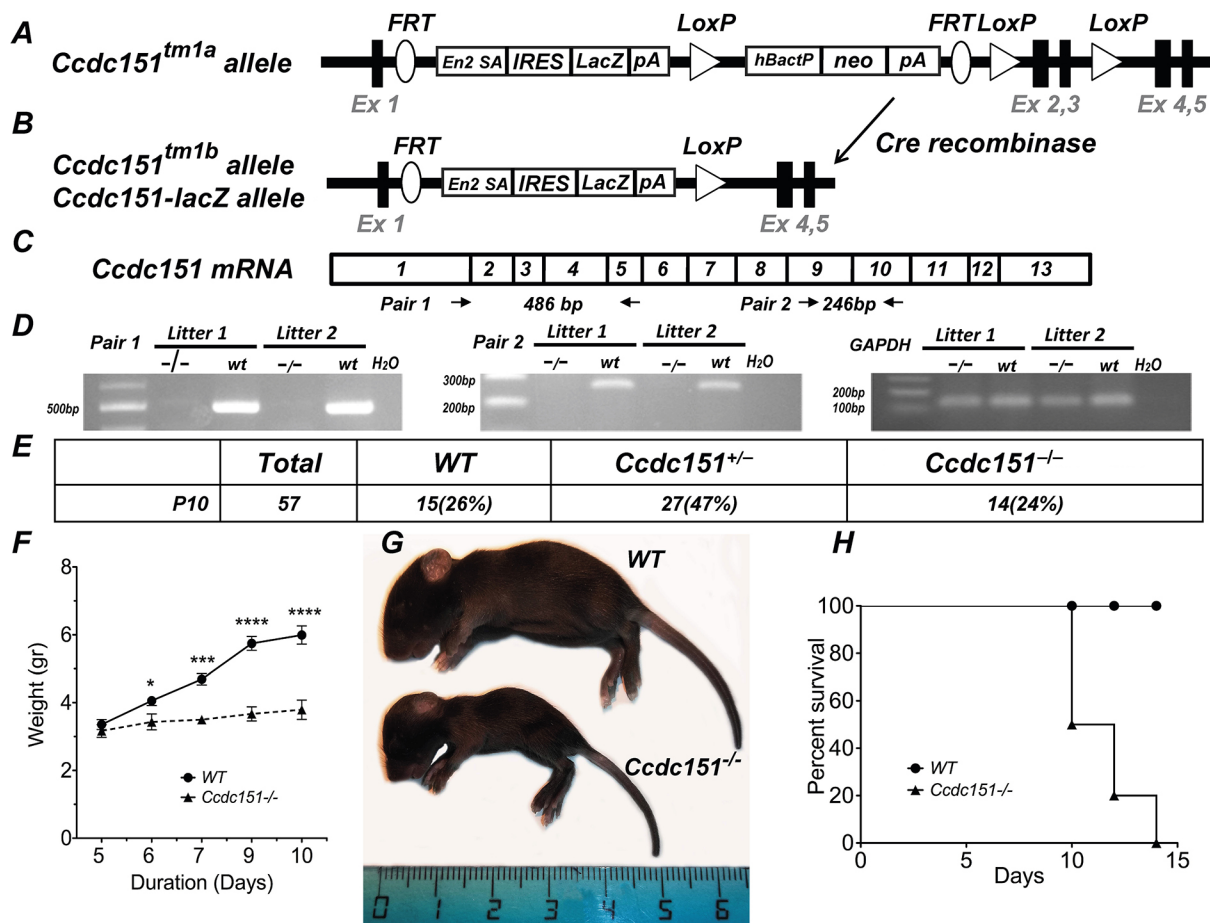 A
FRT LoxP FRT LoxP LoxP
Ccdc151tm1a allele
En2 SA IRES LacZ pA hBactP neo pA
Ex 1 Ex 2,3 Ex 4,5
B
FRT LoxP Cre recombinase
Ccdc151tm1b allele
Ccdc151-lacZ allele
En2 SA IRES LacZ pA
Ex 1 Ex 4,5
C
Ccdc151 mRNA 1 2 3 4 5 6 7 8 9 10 11 12 13
Pair 1 486 bp Pair 2 246bp
D
Pair 1 Litter 1 Litter 2
−/− wt −/− wt H2O
500bp
Pair 2 Litter 1 Litter 2
−/− wt −/− wt H2O
300bp
200bp
GAPDH Litter 1 Litter 2
−/− wt −/− wt H2O
200bp
100bp
E
Total WT Ccdc151+/− Ccdc151−/−
P10 57 15(26%) 27(47%) 14(24%)
F
8
6
4
2
0
Weight (gr)
* *** **** ****
WT
Ccdc151-/-
5 6 7 9 10
Duration (Days)
G
WT
Ccdc151-/-
0 1 2 3 4 5 6
H
100
80
60
40
20
0
Percent survival
WT
Ccdc151-/-
0 5 10 15
Days